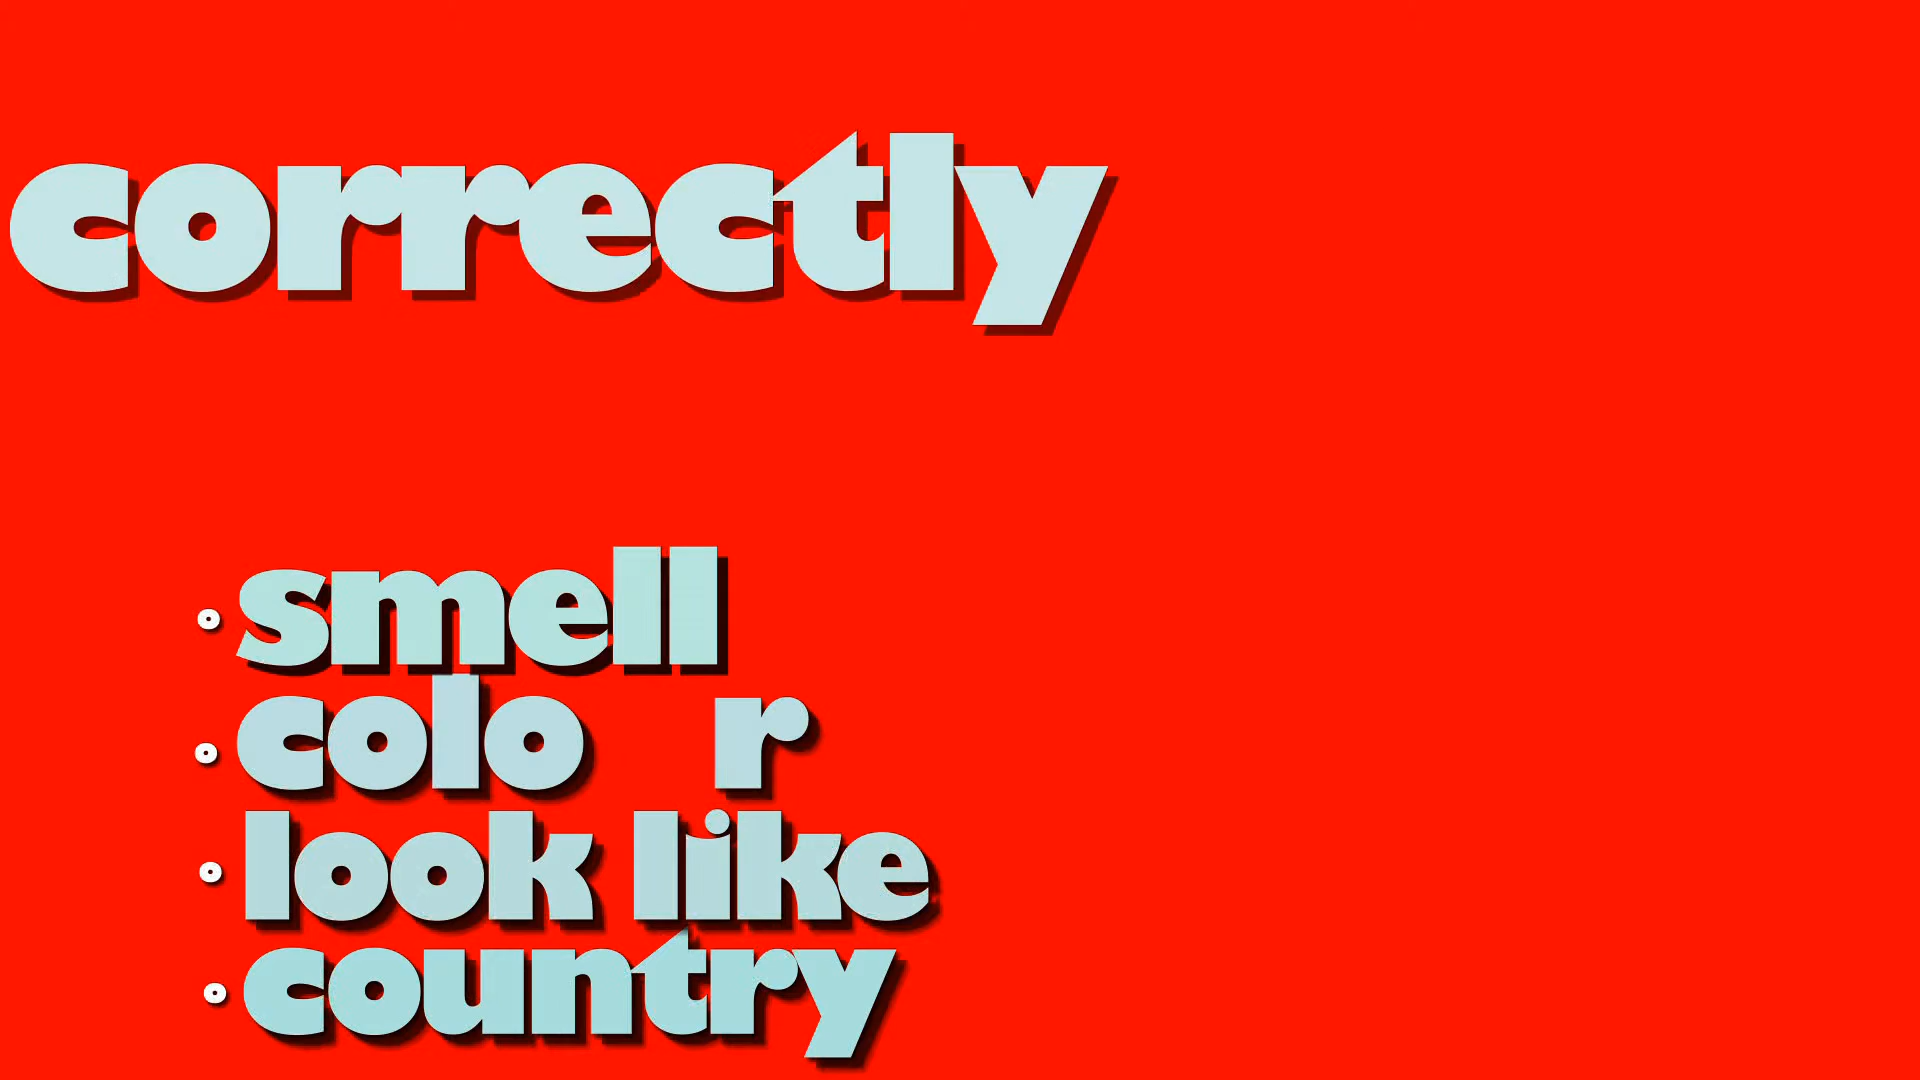 correctly
• smell
• colo r
• look like
• country